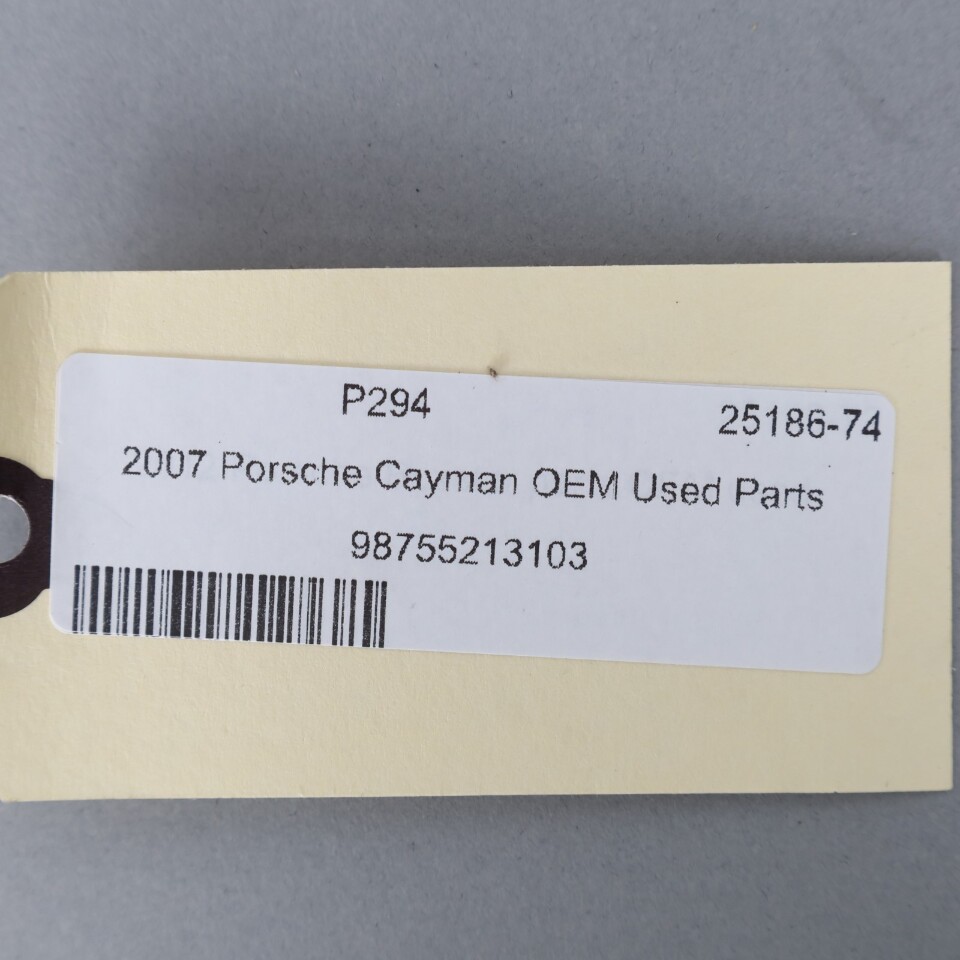 P294 25186-74
2007 Porsche Cayman OEM Used Parts
98755213103